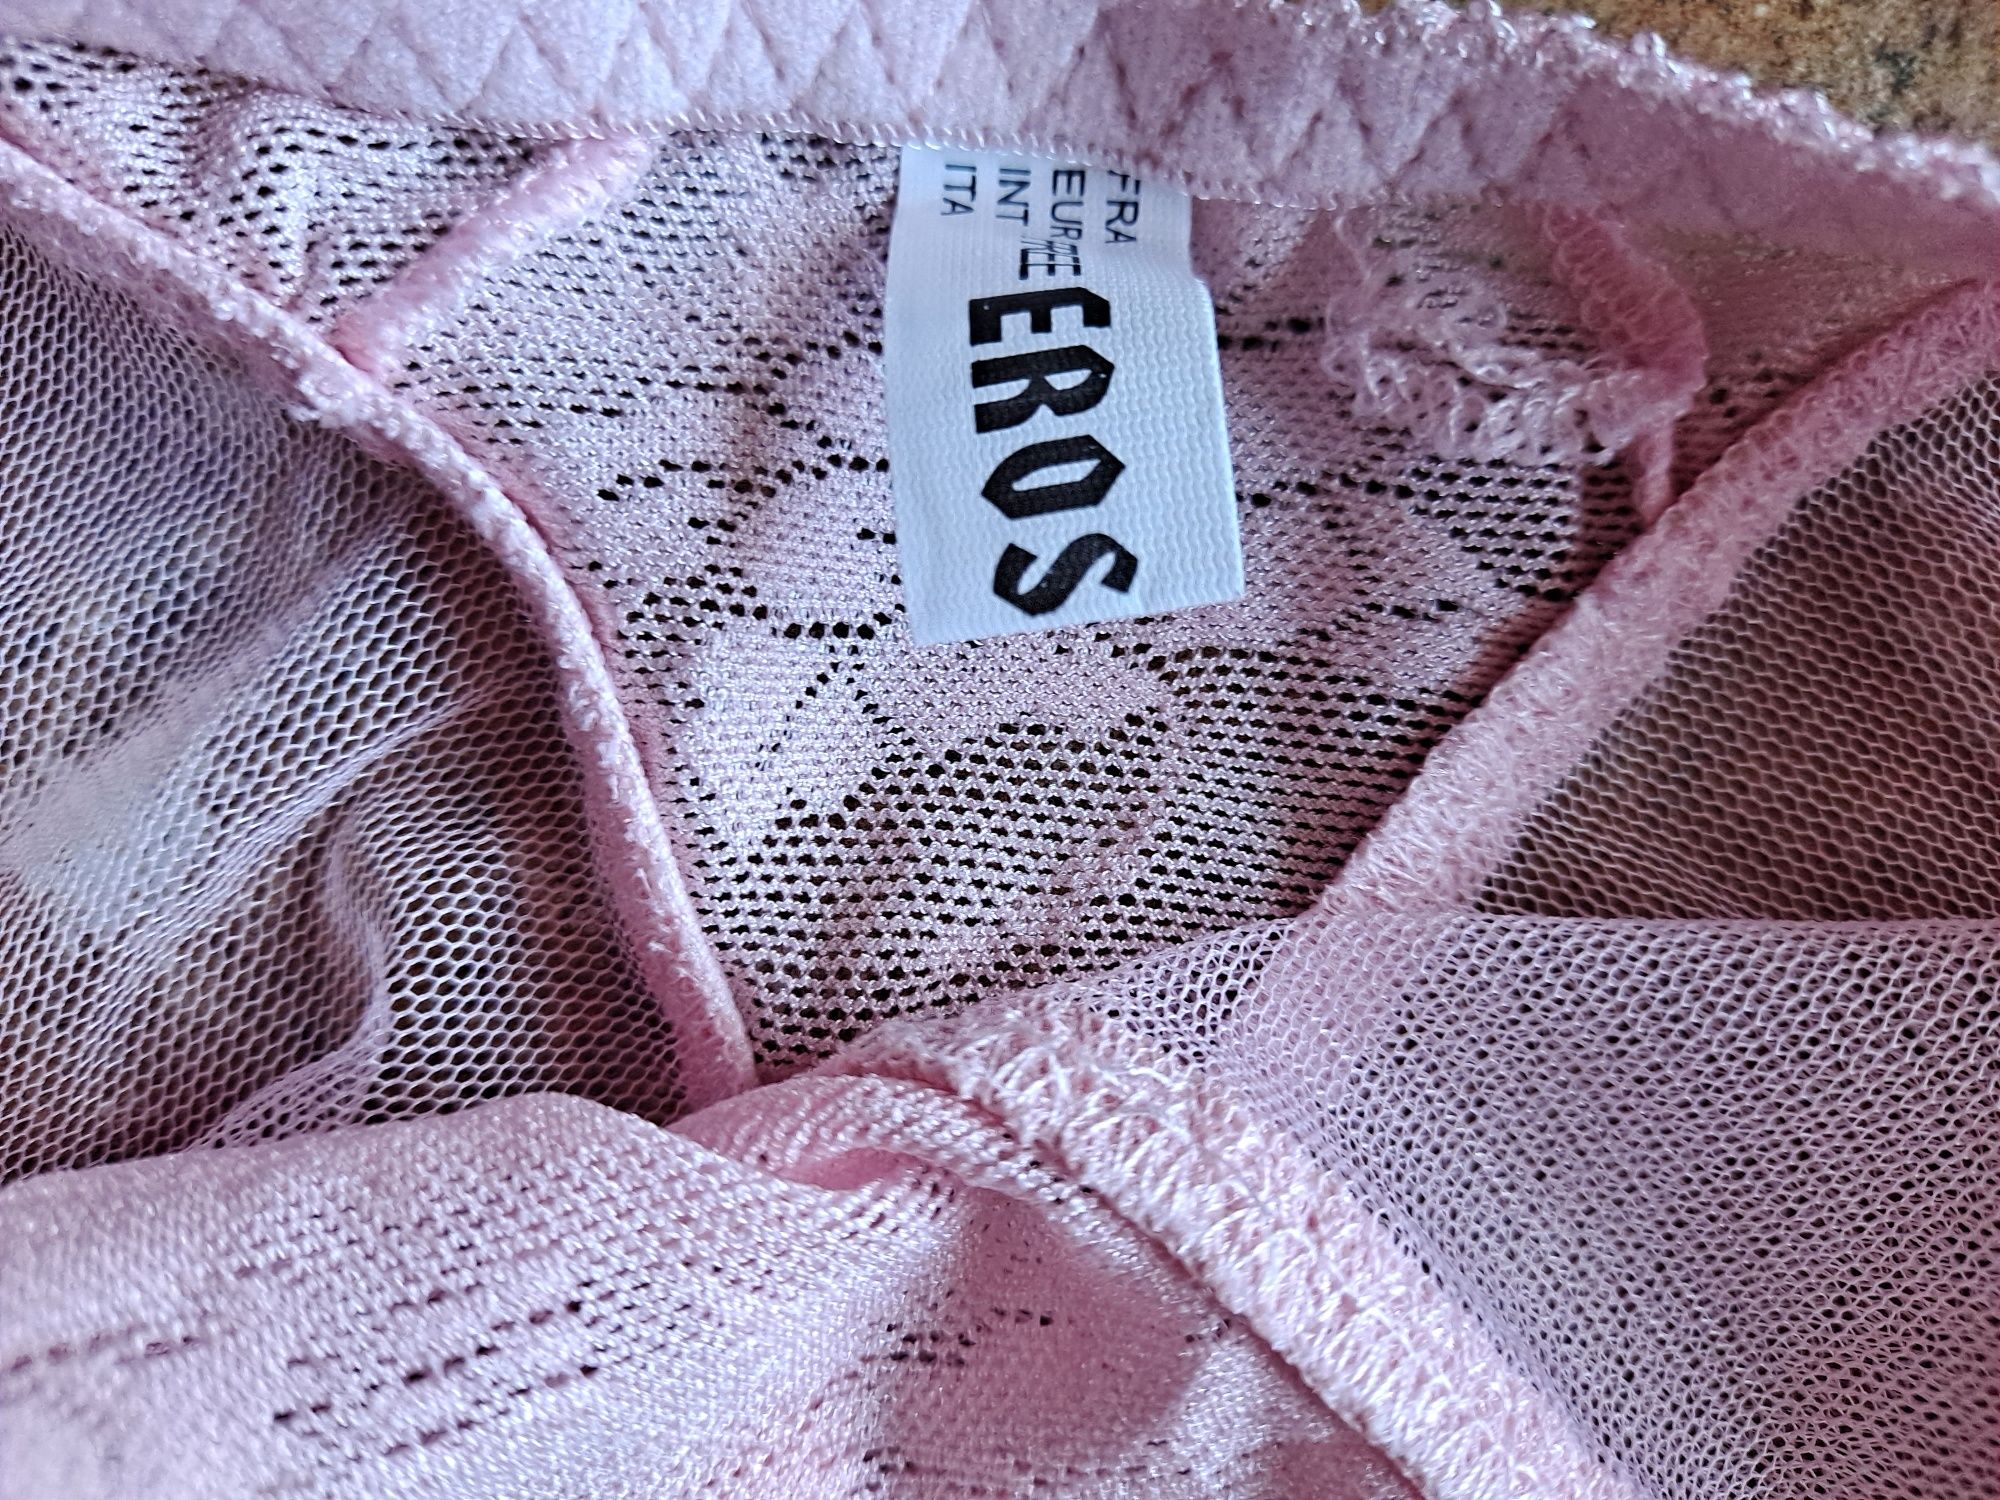 FRA
EUR
INT
ITA
EROS